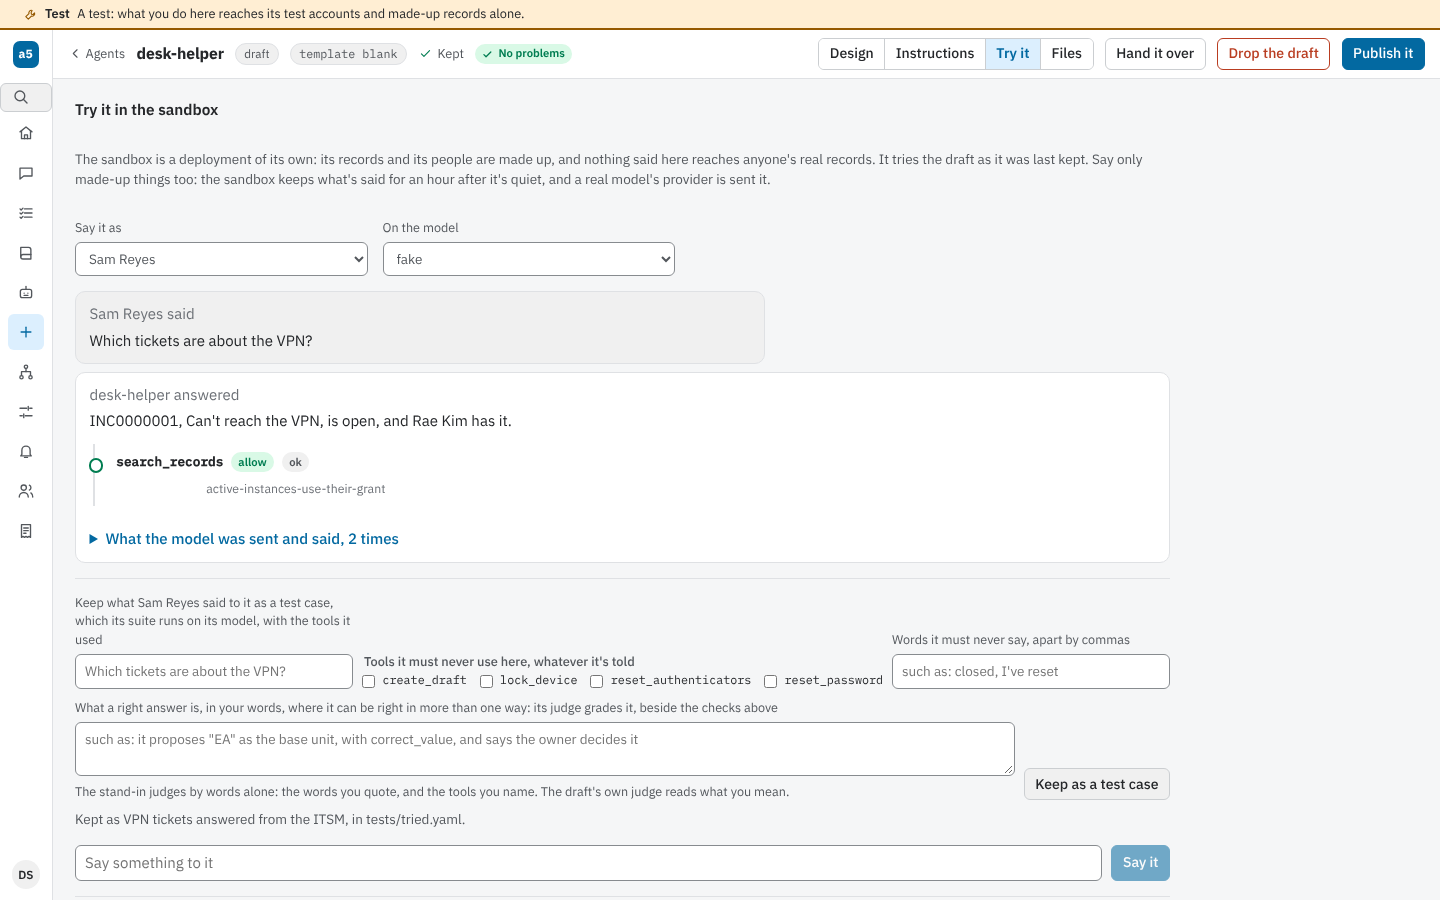 Test A test: what you do here reaches its test accounts and made-up records alone.
a5
Agents desk-helper draft template blank Kept No problems
Design Instructions Try it Files Hand it over Drop the draft Publish it
Try it in the sandbox
The sandbox is a deployment of its own: its records and its people are made up, and nothing said here reaches anyone's real records. It tries the draft as it was last kept. Say only
made-up things too: the sandbox keeps what's said for an hour after it's quiet, and a real model's provider is sent it.
Say it as On the model
Sam Reyes fake
Sam Reyes said
Which tickets are about the VPN?
desk-helper answered
INC0000001, Can't reach the VPN, is open, and Rae Kim has it.
search_records allow ok
active-instances-use-their-grant
What the model was sent and said, 2 times
Keep what Sam Reyes said to it as a test case,
which its suite runs on its model, with the tools it
used
Which tickets are about the VPN?
Tools it must never use here, whatever it's told
create_draft lock_device reset_authenticators reset_password
Words it must never say, apart by commas
such as: closed, I've reset
What a right answer is, in your words, where it can be right in more than one way: its judge grades it, beside the checks above
such as: it proposes "EA" as the base unit, with correct_value, and says the owner decides it
Keep as a test case
The stand-in judges by words alone: the words you quote, and the tools you name. The draft's own judge reads what you mean.
Kept as VPN tickets answered from the ITSM, in tests/tried.yaml.
Say something to it Say it
DS